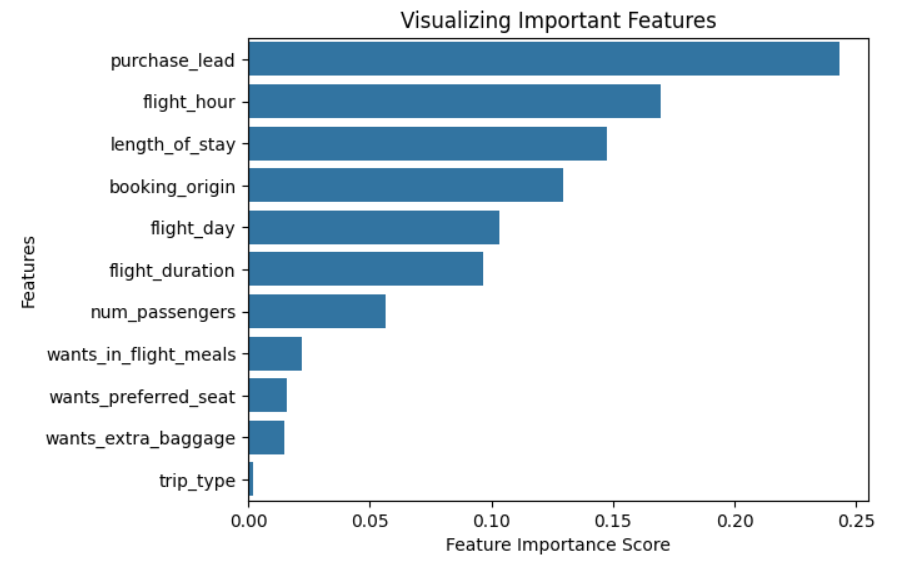 Visualizing Important Features
purchase_lead
flight_hour
length_of_stay
booking_origin
flight_day
flight_duration
num_passengers
wants_in_flight_meals
wants_preferred_seat
wants_extra_baggage
trip_type
Features
0.00 0.05 0.10 0.15 0.20 0.25
Feature Importance Score